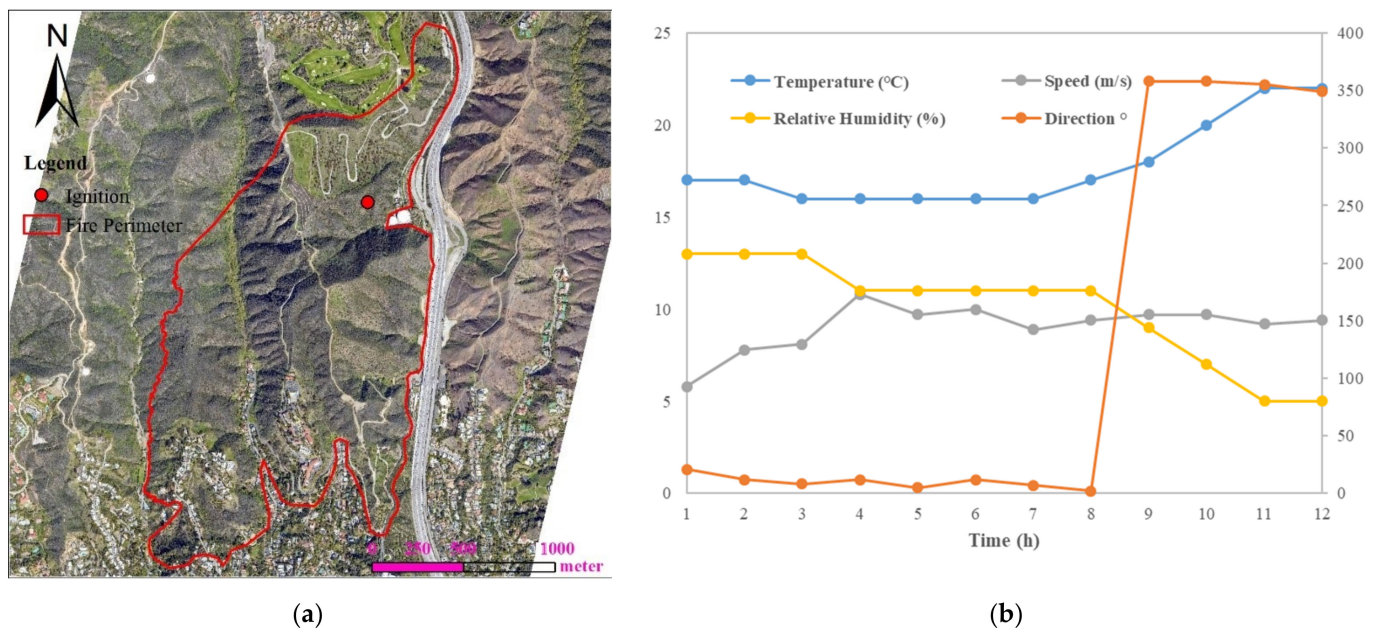 N
Legend
Ignition
Fire Perimeter
0 250 500 1000
meter
(a)
25
20
15
10
5
0
400
350
300
250
200
150
100
50
0
Temperature (°C)
Speed (m/s)
Relative Humidity (%)
Direction °
1 2 3 4 5 6 7 8 9 10 11 12
Time (h)
(b)